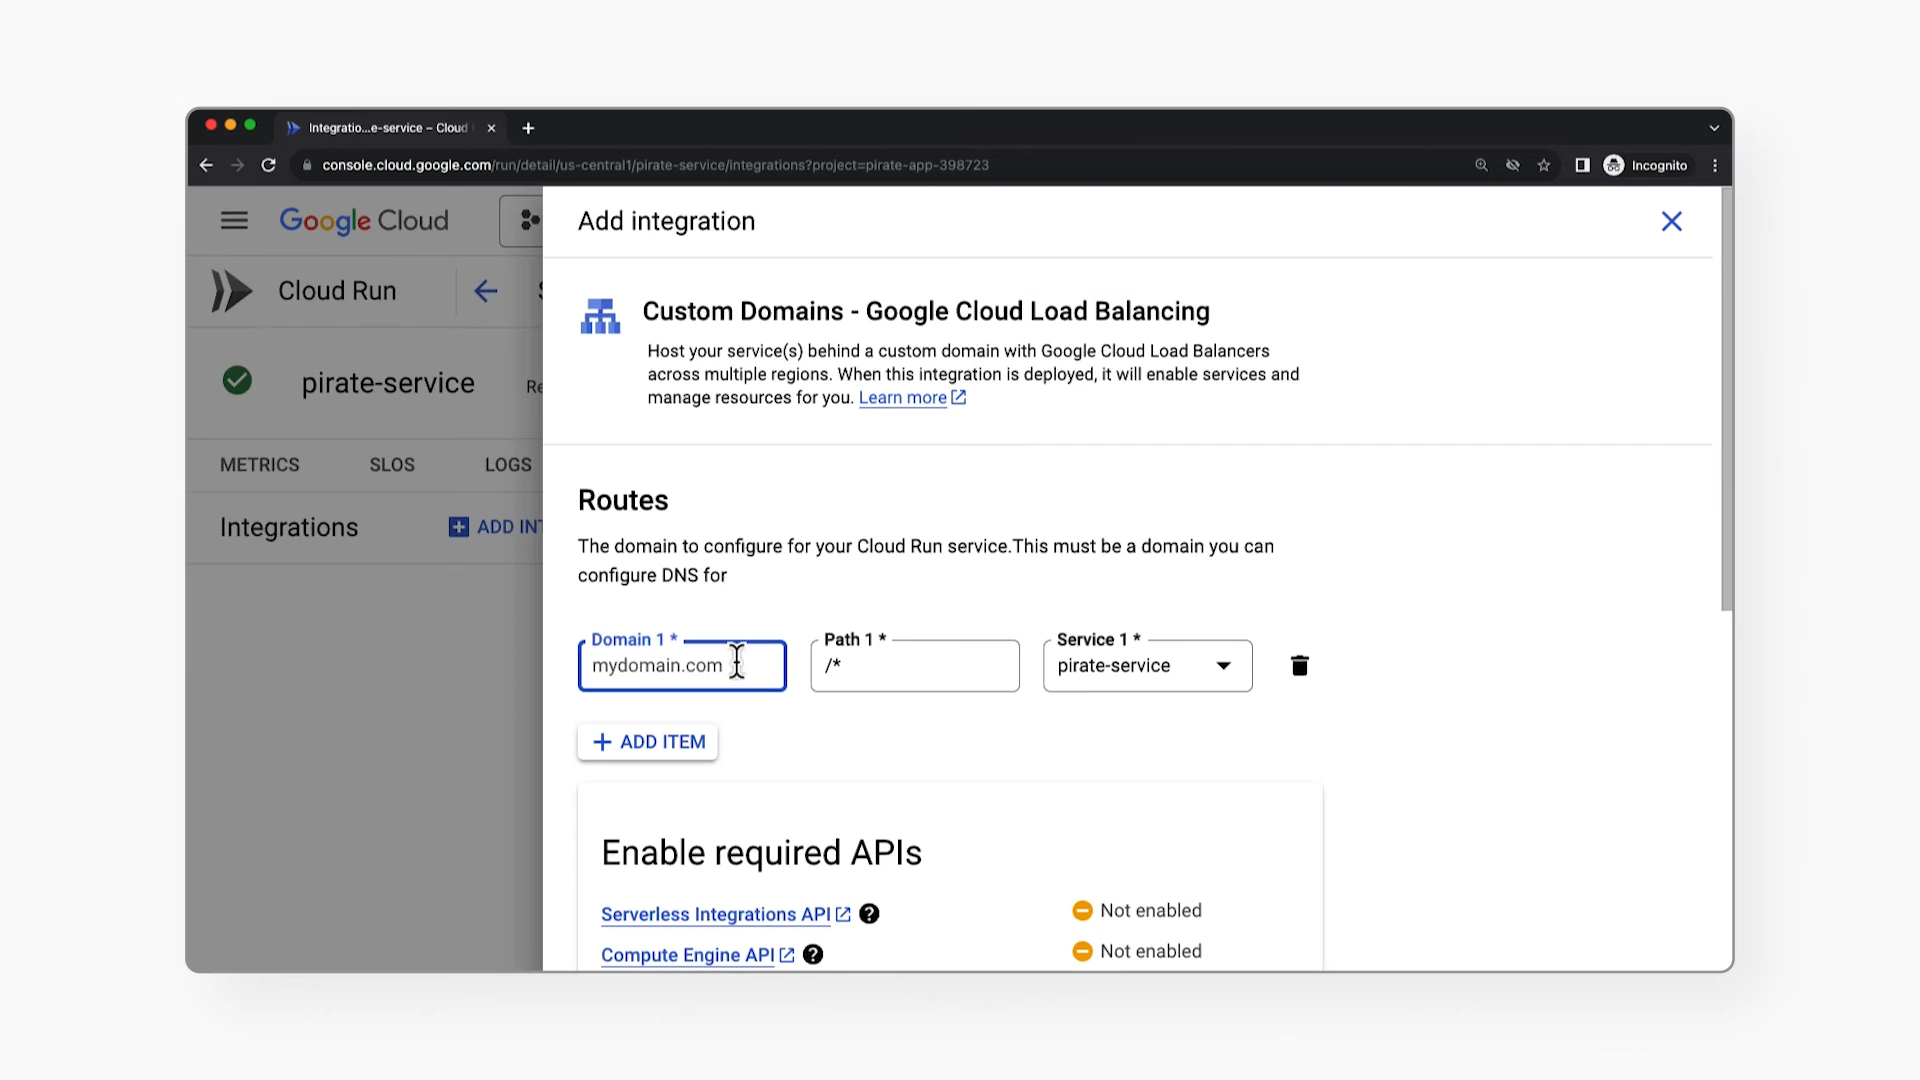 Integratio...e-service – Cloud
console.cloud.google.com/run/detail/us-central1/pirate-service/integrations?project=pirate-app-398723
Incognito
Google Cloud
Add integration
Cloud Run
Custom Domains - Google Cloud Load Balancing
Host your service(s) behind a custom domain with Google Cloud Load Balancers
across multiple regions. When this integration is deployed, it will enable services and
manage resources for you. Learn more
pirate-service
Re
METRICS SLOS LOGS
Integrations
ADD INT
Routes
The domain to configure for your Cloud Run service.This must be a domain you can
configure DNS for
Domain 1 * Path 1 * Service 1 *
mydomain.com /* pirate-service
+ ADD ITEM
Enable required APIs
Serverless Integrations API Not enabled
Compute Engine API Not enabled